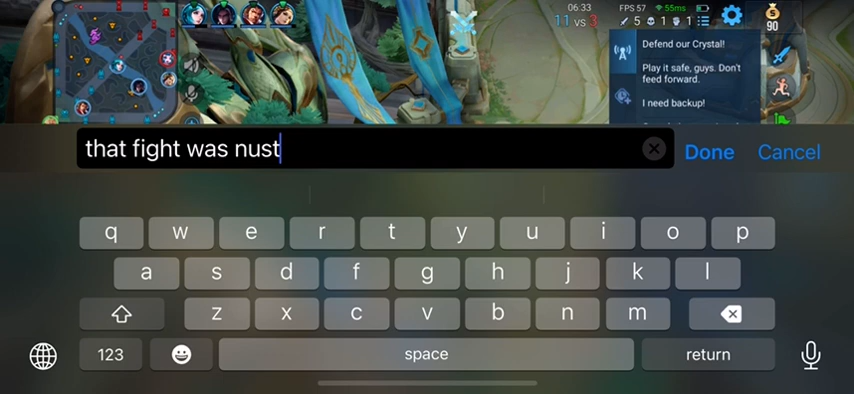 06:33 FPS 57 55ms
11 VS 3 5 1 1
90
Defend our Crystal!
Play it safe, guys. Don't
feed forward.
I need backup!
that fight was nust
Done Cancel
q w e r t y u i o p
a s d f g h j k l
z x c v b n m
123 space return